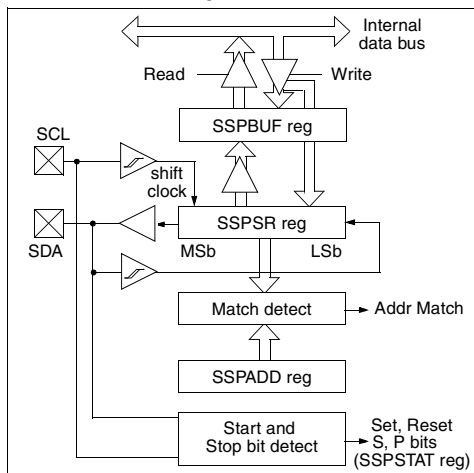 Internal
data bus
Read
Write
SSPBUF reg
SCL
shift
clock
SSPSR reg
SDA
MSb
LSb
Match detect
Addr Match
SSPADD reg
Start and
Stop bit detect
Set, Reset
S, P bits
(SSPSTAT reg)